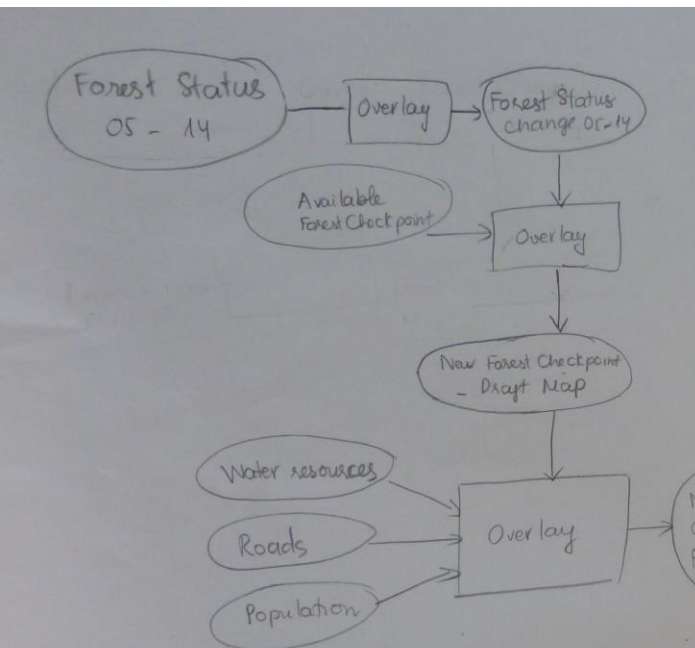 Forest Status
05 - 14
Overlay
Forest Status
change 05-14
Available
Forest Checkpoint
Overlay
New Forest Checkpoint
- Draft Map
Water resources
Roads
Population
Overlay